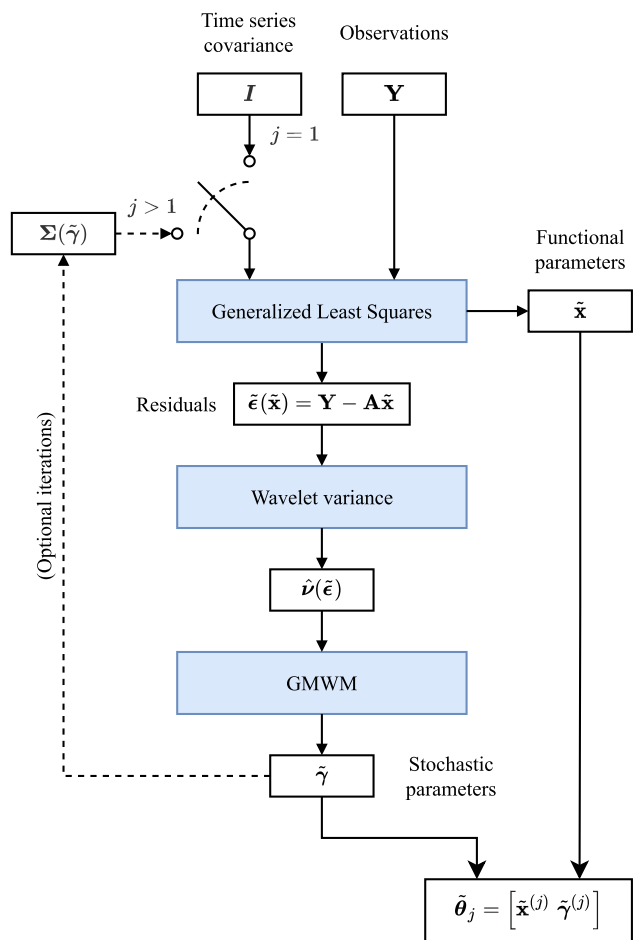 Time series
covariance
Observations
I
Y
j = 1
j > 1
Σ(γ̃)
Functional
parameters
Generalized Least Squares
x̃
Residuals
ϵ̃(x̃) = Y − Ax̃
(Optional iterations)
Wavelet variance
ν̂(ϵ̃)
GMWM
γ̃
Stochastic
parameters
θ̃ⱼ = [x̃⁽ʲ⁾ γ̃⁽ʲ⁾]